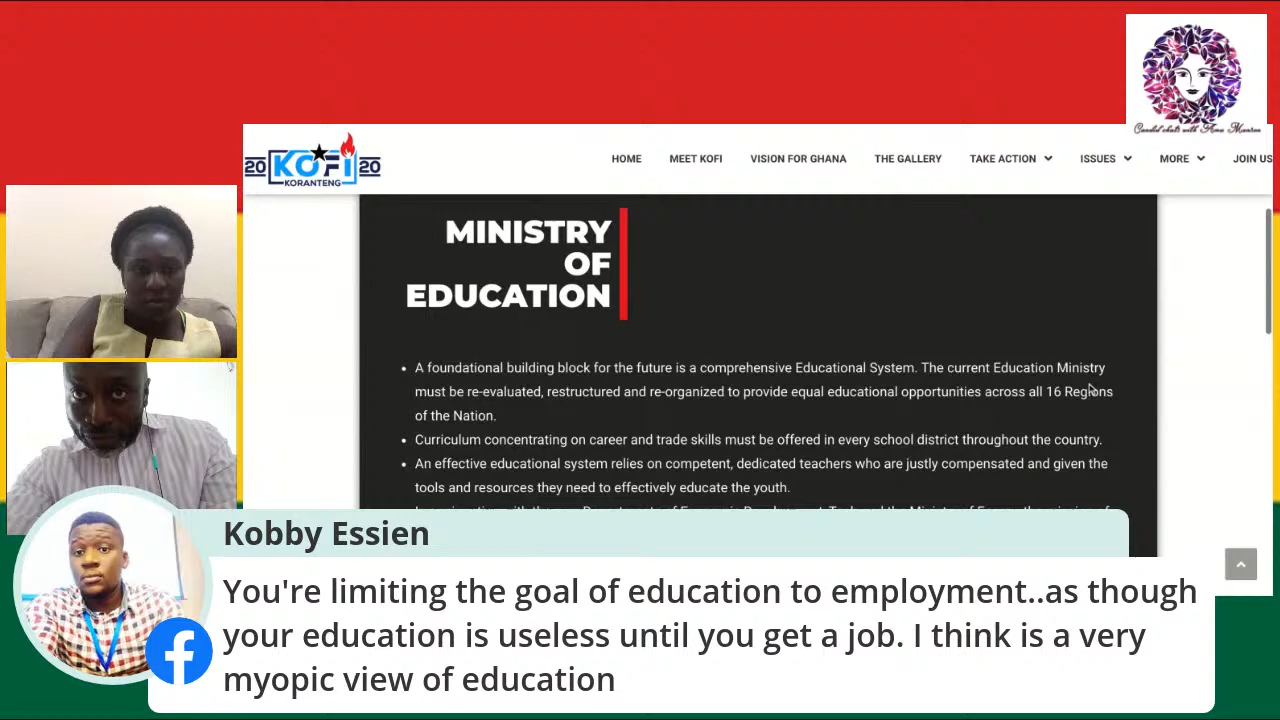 Candid chats with Ama
20 KOFI 20
KORANTENG
HOME MEET KOFI VISION FOR GHANA THE GALLERY TAKE ACTION ISSUES MORE JOIN US
MINISTRY
OF
EDUCATION
• A foundational building block for the future is a comprehensive Educational System. The current Education Ministry
must be re-evaluated, restructured and re-organized to provide equal educational opportunities across all 16 Regions
of the Nation.
• Curriculum concentrating on career and trade skills must be offered in every school district throughout the country.
• An effective educational system relies on competent, dedicated teachers who are justly compensated and given the
tools and resources they need to effectively educate the youth.
Kobby Essien
You're limiting the goal of education to employment..as though
your education is useless until you get a job. I think is a very
myopic view of education